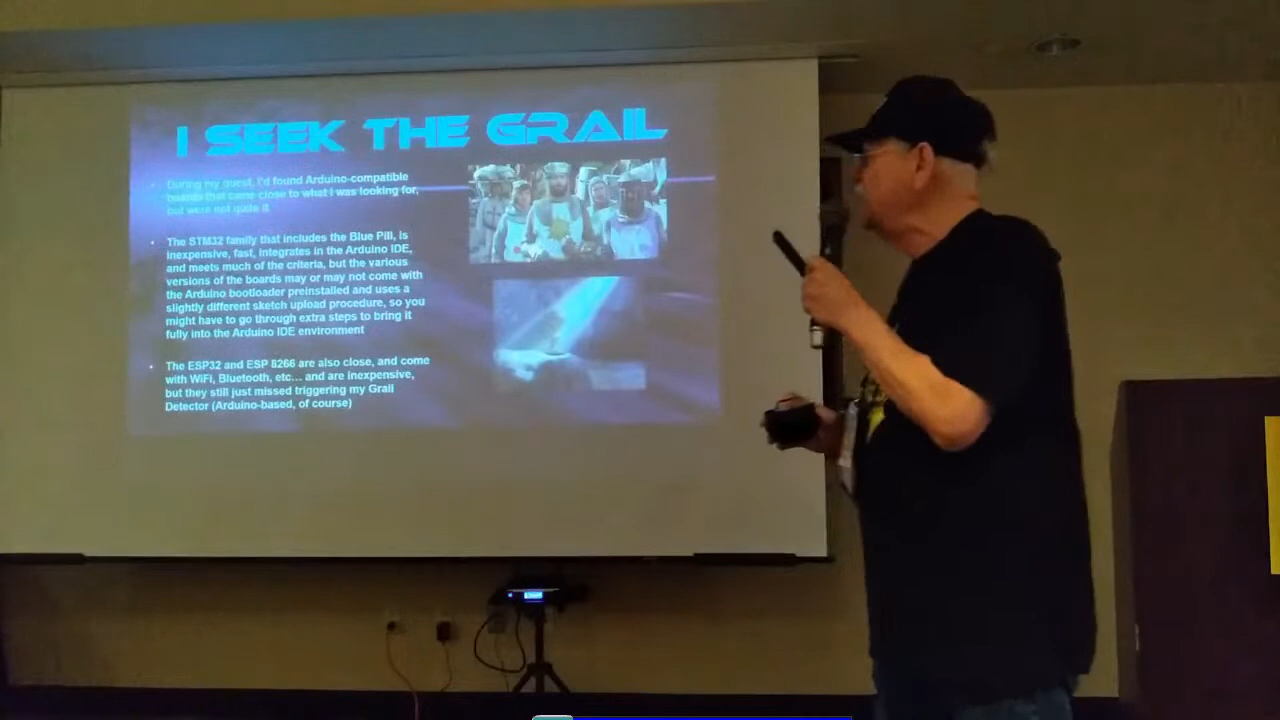 I SEEK THE GRAIL
During my quest, I'd found Arduino-compatible
boards that came close to what I was looking for,
but were not quite it
The STM32 family that includes the Blue Pill, is
inexpensive, fast, integrates in the Arduino IDE,
and meets much of the criteria, but the various
versions of the boards may or may not come with
the Arduino bootloader preinstalled and uses a
slightly different sketch upload procedure, so you
might have to go through extra steps to bring it
fully into the Arduino IDE environment
The ESP32 and ESP 8266 are also close, and come
with WiFi, Bluetooth, etc... and are inexpensive,
but they still just missed triggering my Grail
Detector (Arduino-based, of course)